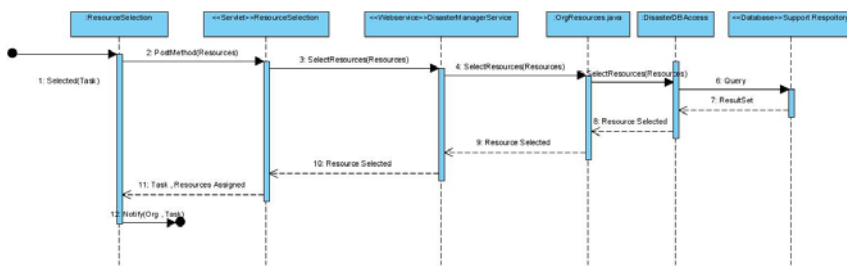 :ResourceSelection
<<Servlet>>ResourceSelection
<<Webservice>>DisasterManagerService
:OrgResources.java
:DisasterDBAccess
<<Database>>Support Respoitory
1: Selected(Task)
2: PostMethod(Resources)
3: SelectResources(Resources)
4: SelectResources(Resources)
SelectResources(Resources)
6: Query
7: ResultSet
8: Resource Selected
9: Resource Selected
10: Resource Selected
11: Task , Resources Assigned
12: Notify(Org , Task)